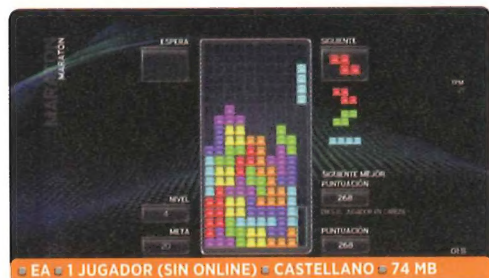 MARATÓN
MARATÓN
ESPERA
SIGUIENTE
TPM
NIVEL
4
META
20
SIGUIENTE MEJOR
PUNTUACIÓN
268
PUNTUACIÓN
268
EA 1 JUGADOR (SIN ONLINE) CASTELLANO 74 MB